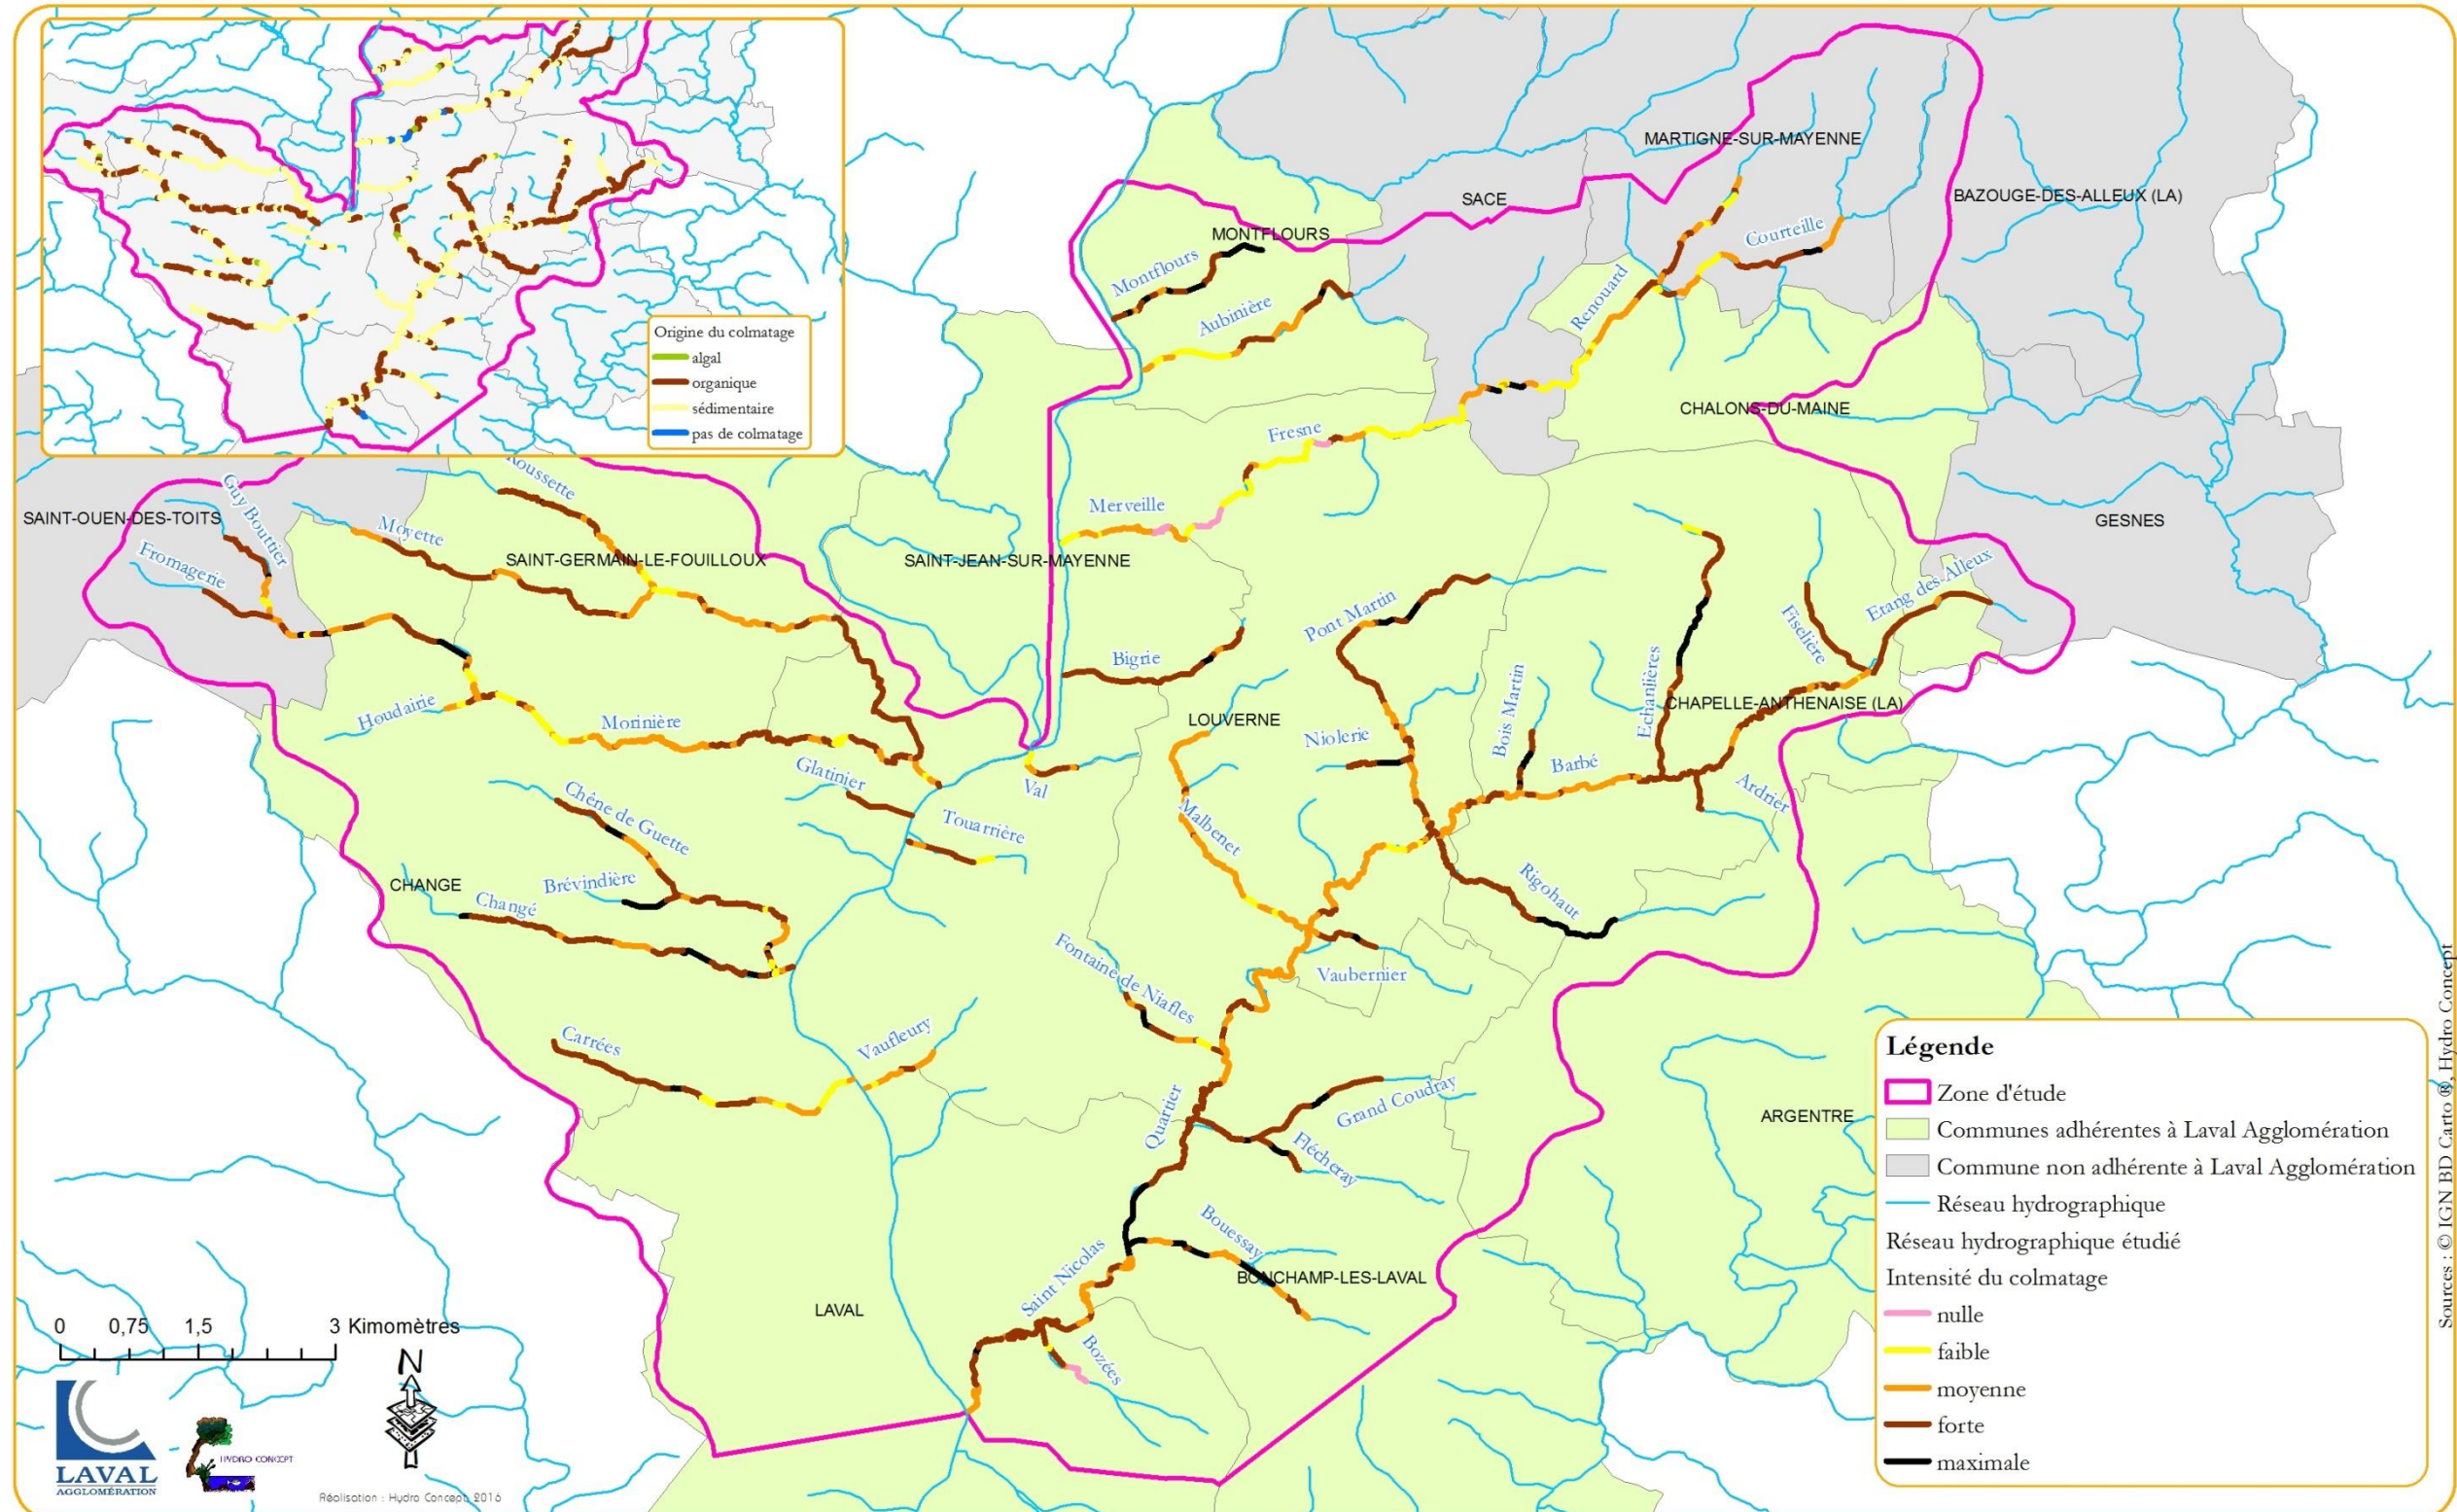 Origine du colmatage
algal
organique
sédimentaire
pas de colmatage
MARTIGNE-SUR-MAYENNE
BAZOUGE-DES-ALLEUX (LA)
SACE
MONTFLOURS
Courteille
Montflours
Aubinière
Renouard
CHALONS-DU-MAINE
Fresne
Roussette
Guy Bouttier
SAINT-OUEN-DES-TOITS
Moyette
Fromagerie
SAINT-GERMAIN-LE-FOUILLOUX
SAINT-JEAN-SUR-MAYENNE
Merveille
GESNES
Etang des Alleux
Pont Martin
Fiselière
Bigrie
Houdairie
Morinière
LOUVERNE
Niolerie
Bois Martin
Echanlières
CHAPELLE-ANTHENAISE (LA)
Barbé
Ardrier
Glatinier
Val
Chêne de Guette
Touarrière
Malbenet
CHANGE
Brévindière
Changé
Rigohaut
Fontaine de Niafles
Vaubernier
Carrées
Vaufleury
Quartier
Grand Coudray
Flécheray
ARGENTRE
Bouessay
Saint Nicolas
BONCHAMP-LES-LAVAL
LAVAL
Bozées
0 0,75 1,5 3 Kimomètres
N
LAVAL
AGGLOMÉRATION
HYDRO CONCEPT
Réalisation : Hydro Concept, 2016
Légende
Zone d'étude
Communes adhérentes à Laval Agglomération
Commune non adhérente à Laval Agglomération
Réseau hydrographique
Réseau hydrographique étudié
Intensité du colmatage
nulle
faible
moyenne
forte
maximale
Sources : © IGN BD Carto ®, Hydro Concept